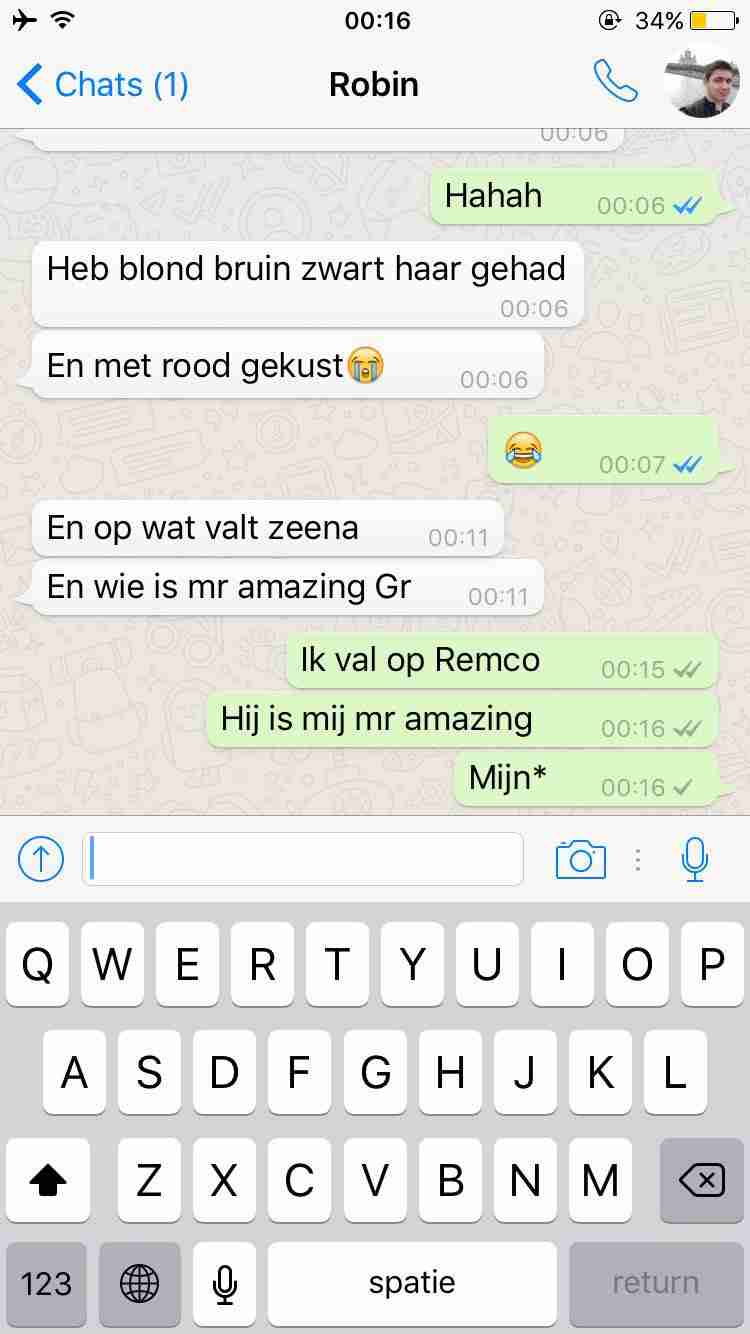 00:16
34%
Chats (1)
Robin
00:06
Hahah
00:06
Heb blond bruin zwart haar gehad
00:06
En met rood gekust😭
00:06
😂
00:07
En op wat valt zeena
00:11
En wie is mr amazing Gr
00:11
Ik val op Remco
00:15
Hij is mij mr amazing
00:16
Mijn*
00:16
Q W E R T Y U I O P
A S D F G H J K L
Z X C V B N M
123
spatie
return